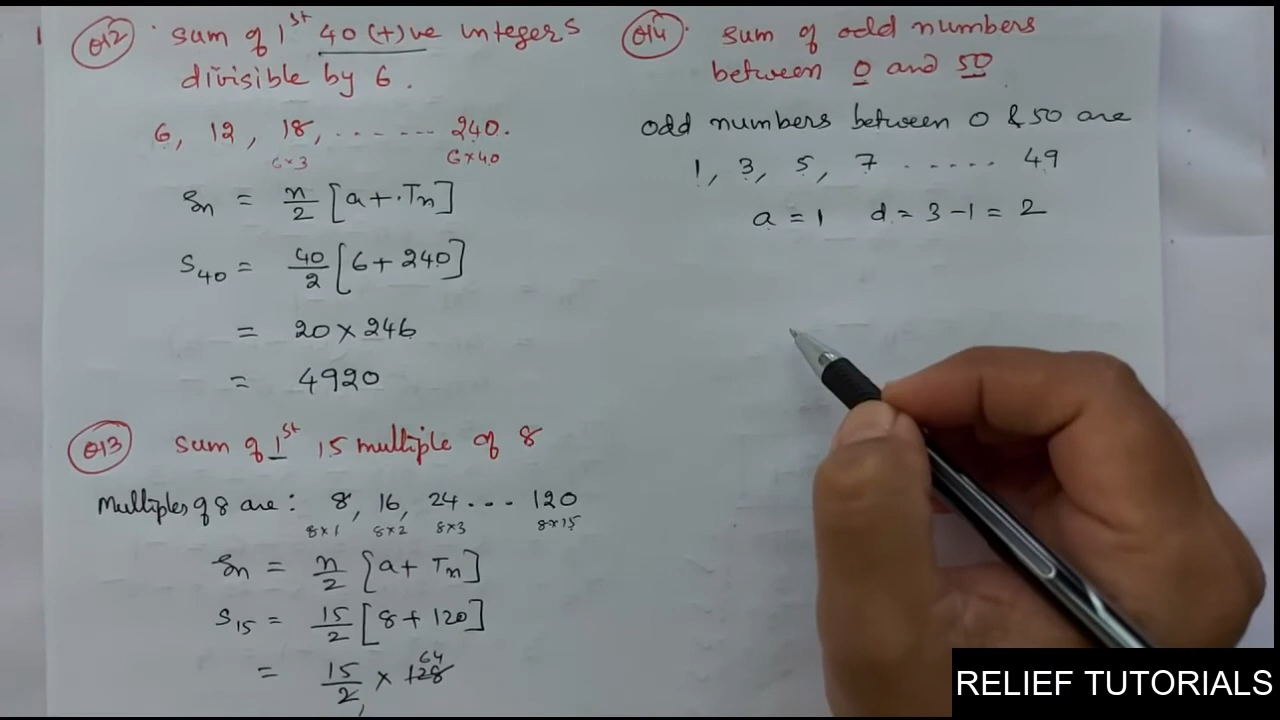 Q12 Sum of 1st 40 (+)ve integers
divisible by 6.
6, 12, 18, ....... 240.
6×3 6×40
Sn = n/2 [a + Tn]
S40 = 40/2 [6 + 240]
= 20 × 246
= 4920
Q13 Sum of 1st 15 multiple of 8
Multiples of 8 are: 8, 16, 24 ... 120
8×1 8×2 8×3 8×15
Sn = n/2 [a + Tn]
S15 = 15/2 [8 + 120]
64
= 15/2 × 128
Q14. Sum of odd numbers
between 0 and 50
Odd numbers between 0 & 50 are
1, 3, 5, 7 ...... 49
a = 1 d = 3 - 1 = 2
RELIEF TUTORIALS